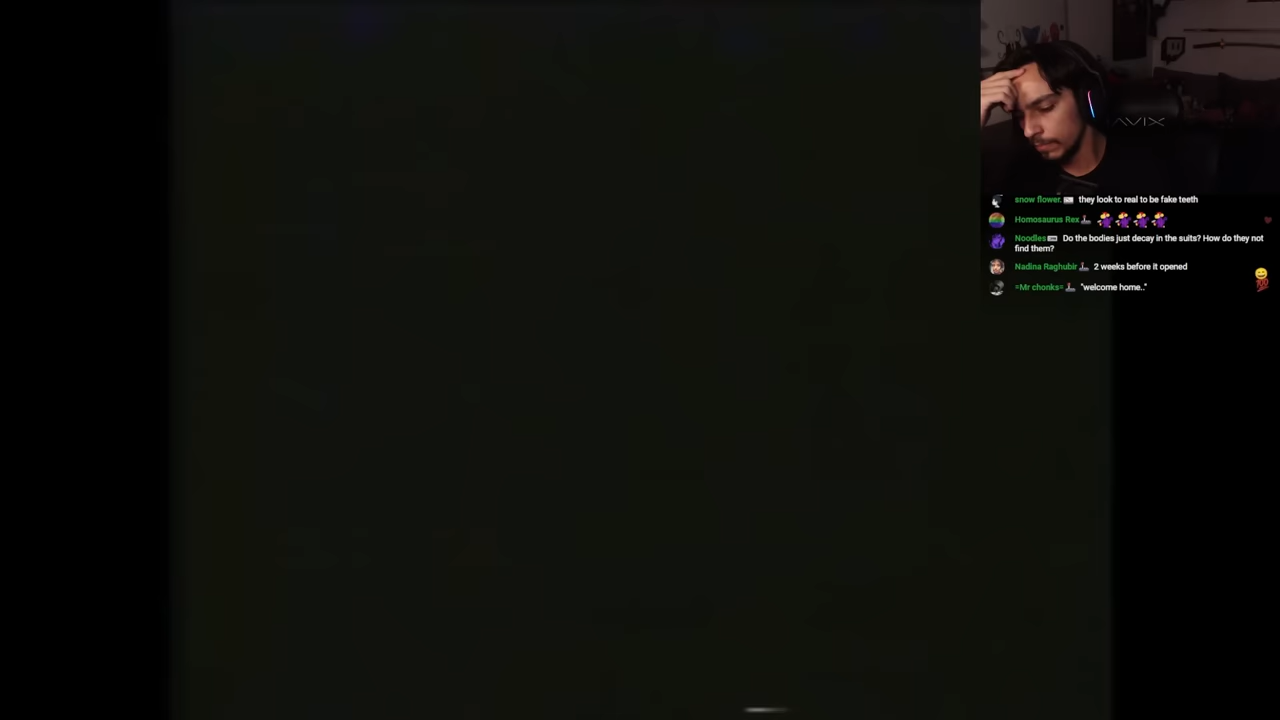 AVIX
snow flower. they look to real to be fake teeth
Homosaurus Rex
Noodles Do the bodies just decay in the suits? How do they not
find them?
Nadina Raghubir 2 weeks before it opened
=Mr chonks= "welcome home.."